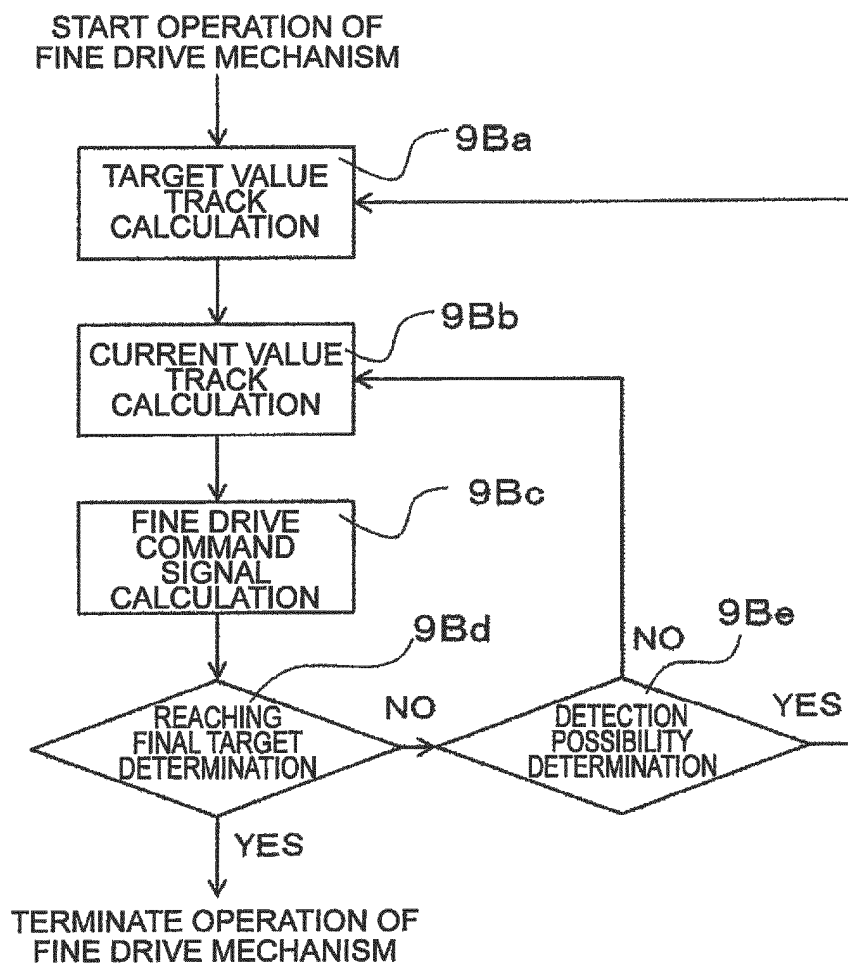 START OPERATION OF
FINE DRIVE MECHANISM
9Ba
TARGET VALUE
TRACK
CALCULATION
9Bb
CURRENT VALUE
TRACK
CALCULATION
9Bc
FINE DRIVE
COMMAND
SIGNAL
CALCULATION
9Bd
9Be
NO
REACHING
FINAL TARGET
DETERMINATION
NO
DETECTION
POSSIBILITY
DETERMINATION
YES
YES
TERMINATE OPERATION OF
FINE DRIVE MECHANISM